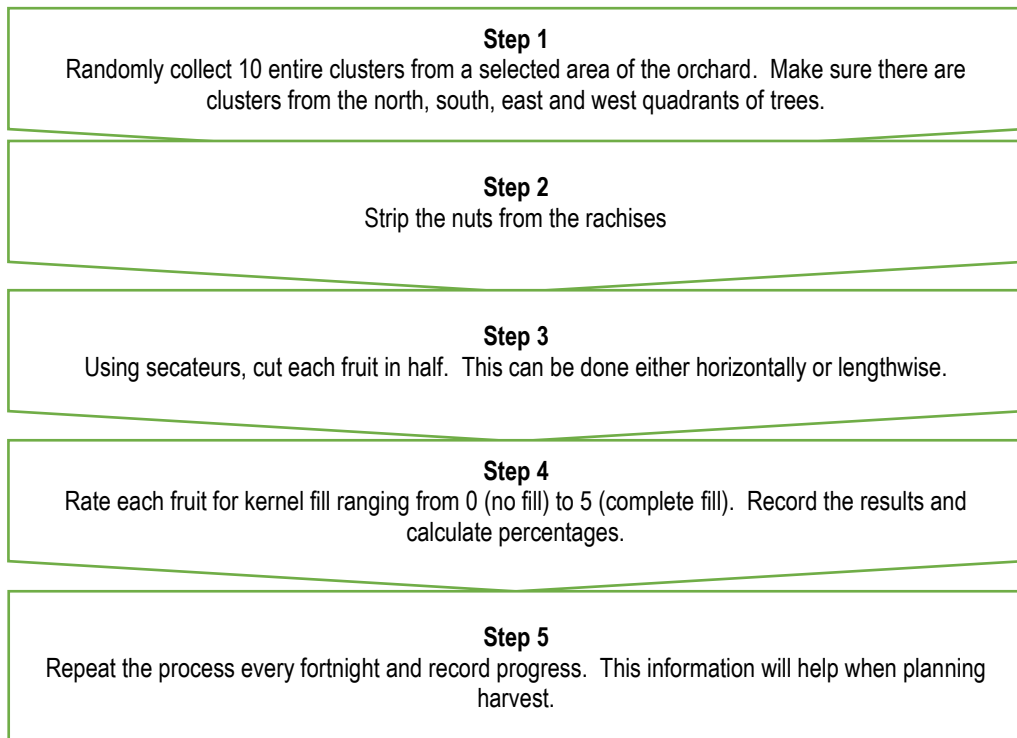 Step 1
Randomly collect 10 entire clusters from a selected area of the orchard.  Make sure there are
clusters from the north, south, east and west quadrants of trees.
Step 2
Strip the nuts from the rachises
Step 3
Using secateurs, cut each fruit in half.  This can be done either horizontally or lengthwise.
Step 4
Rate each fruit for kernel fill ranging from 0 (no fill) to 5 (complete fill).  Record the results and
calculate percentages.
Step 5
Repeat the process every fortnight and record progress.  This information will help when planning
harvest.